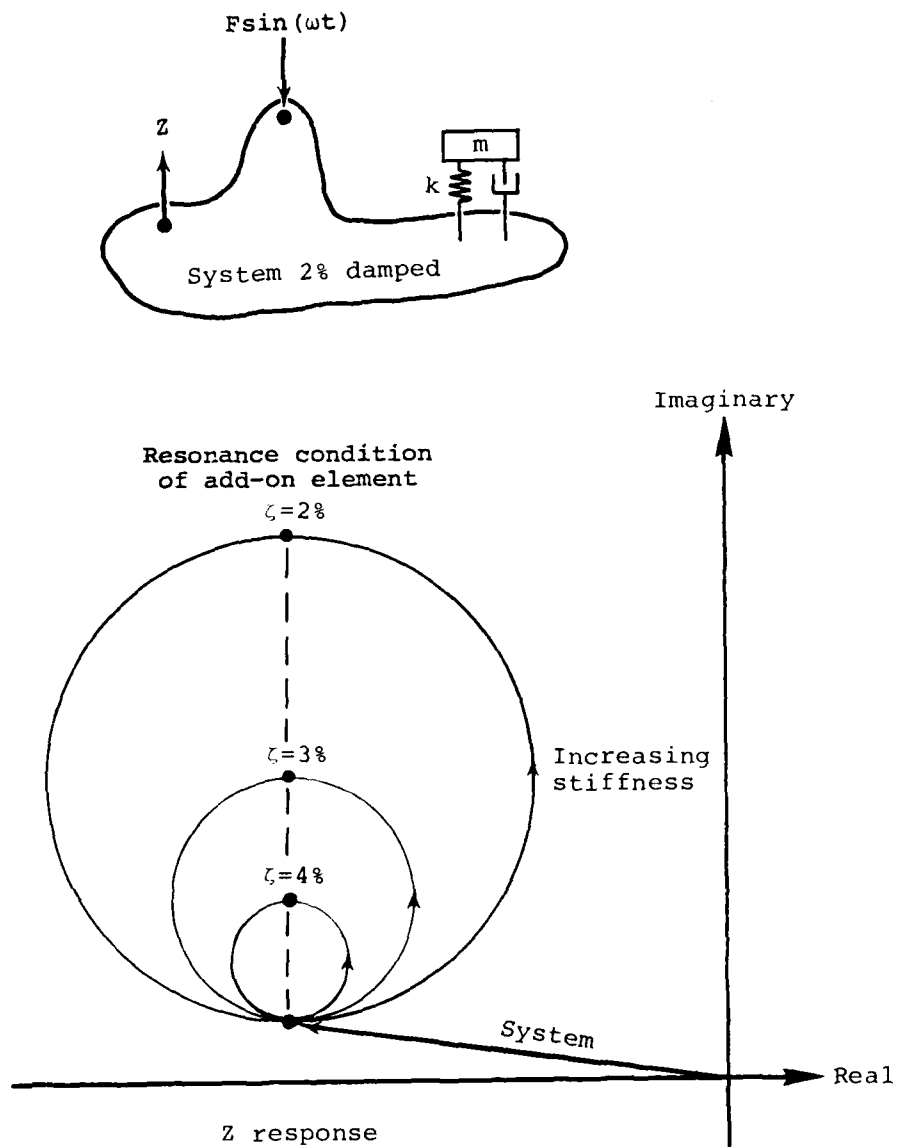 Fsin(ωt)
Z
m
k
System 2% damped
Imaginary
Resonance condition
of add-on element
ζ=2%
ζ=3%
Increasing
stiffness
ζ=4%
System
Real
Z response